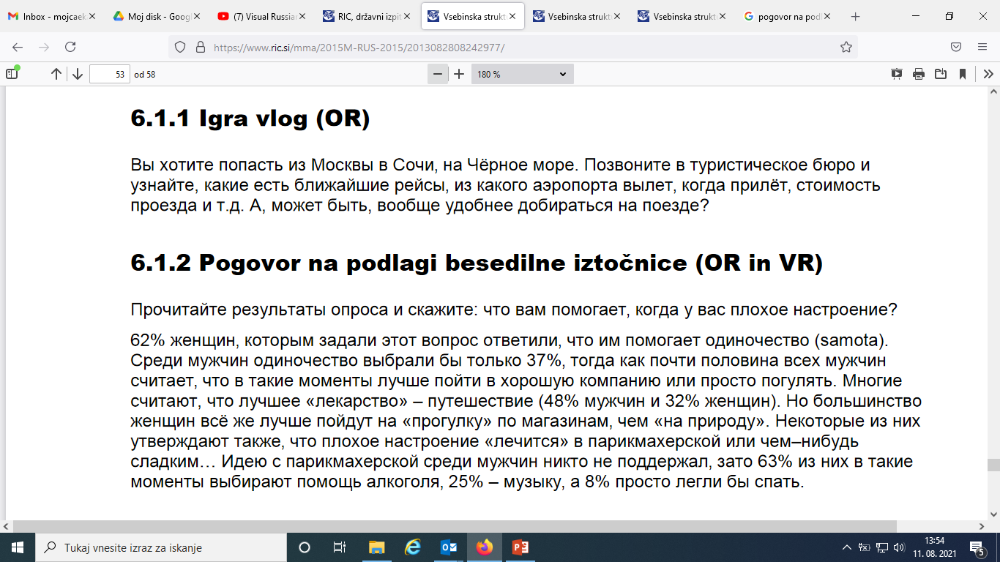 Inbox - mojcaek
Moj disk - Goog
(7) Visual Russia
RIC, državni izpit
Vsebinska strukt
Vsebinska strukt
Vsebinska strukt
pogovor na pod
https://www.ric.si/mma/2015M-RUS-2015/2013082808242977/
53 od 58
180 %
6.1.1 Igra vlog (OR)
Вы хотите попасть из Москвы в Сочи, на Чёрное море. Позвоните в туристическое бюро и
узнайте, какие есть ближайшие рейсы, из какого аэропорта вылет, когда прилёт, стоимость
проезда и т.д. А, может быть, вообще удобнее добираться на поезде?
6.1.2 Pogovor na podlagi besedilne iztočnice (OR in VR)
Прочитайте результаты опроса и скажите: что вам помогает, когда у вас плохое настроение?
62% женщин, которым задали этот вопрос ответили, что им помогает одиночество (samota).
Среди мужчин одиночество выбрали бы только 37%, тогда как почти половина всех мужчин
считает, что в такие моменты лучше пойти в хорошую компанию или просто погулять. Многие
считают, что лучшее «лекарство» – путешествие (48% мужчин и 32% женщин). Но большинство
женщин всё же лучше пойдут на «прогулку» по магазинам, чем «на природу». Некоторые из них
утверждают также, что плохое настроение «лечится» в парикмахерской или чем–нибудь
сладким… Идею с парикмахерской среди мужчин никто не поддержал, зато 63% из них в такие
моменты выбирают помощь алкоголя, 25% – музыку, а 8% просто легли бы спать.
Tukaj vnesite izraz za iskanje
13:54
11. 08. 2021
5